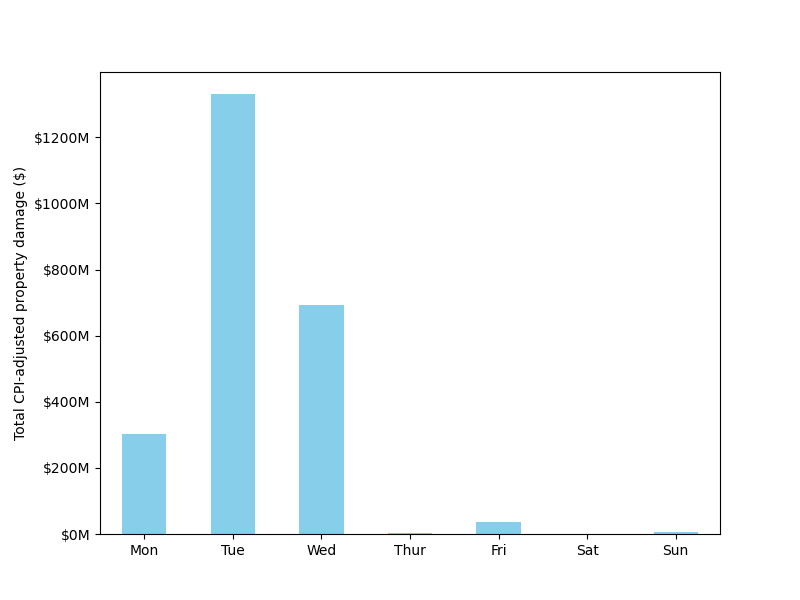 Total CPI-adjusted property damage ($)
$1200M
$1000M
$800M
$600M
$400M
$200M
$0M
Mon Tue Wed Thur Fri Sat Sun